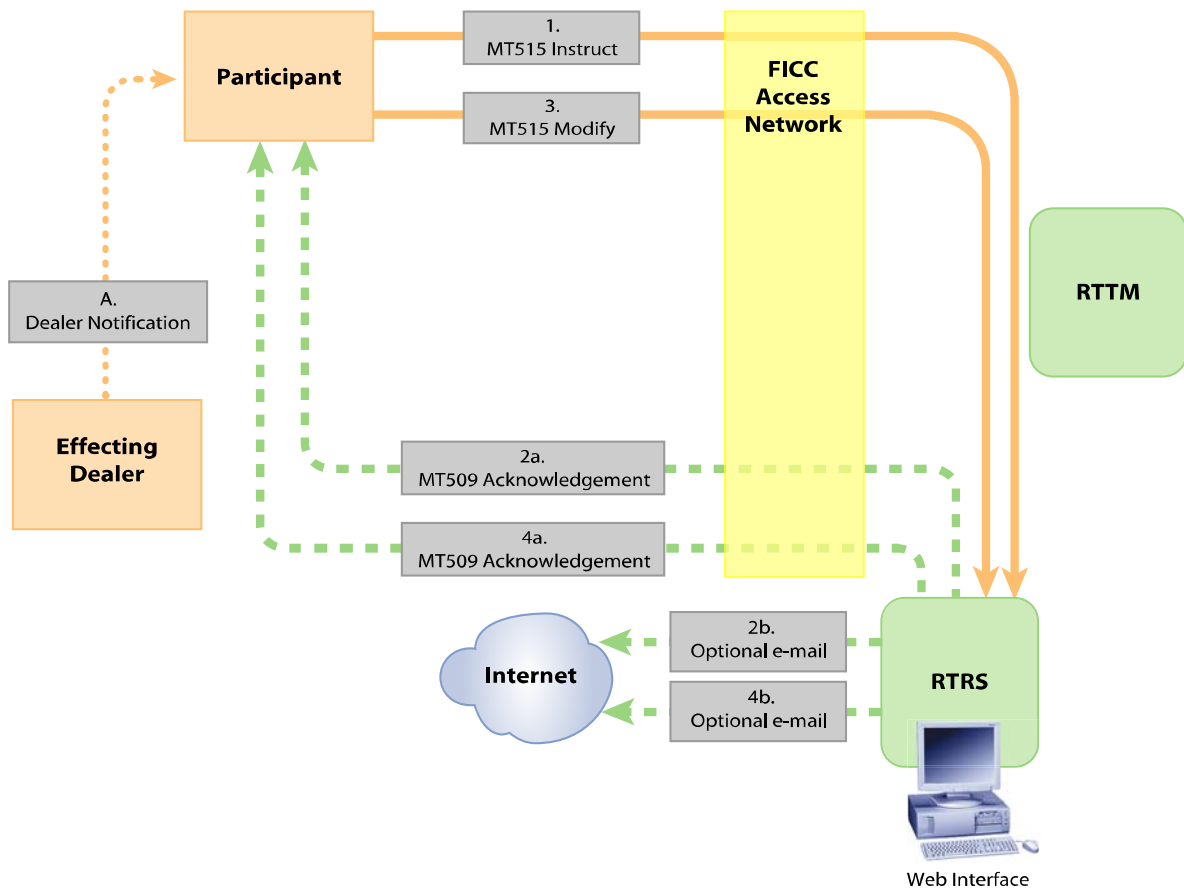 1.
MT515 Instruct
Participant
FICC
Access
Network
3.
MT515 Modify
RTTM
A.
Dealer Notification
Effecting
Dealer
2a.
MT509 Acknowledgement
4a.
MT509 Acknowledgement
2b.
Optional e-mail
Internet
RTRS
4b.
Optional e-mail
Web Interface